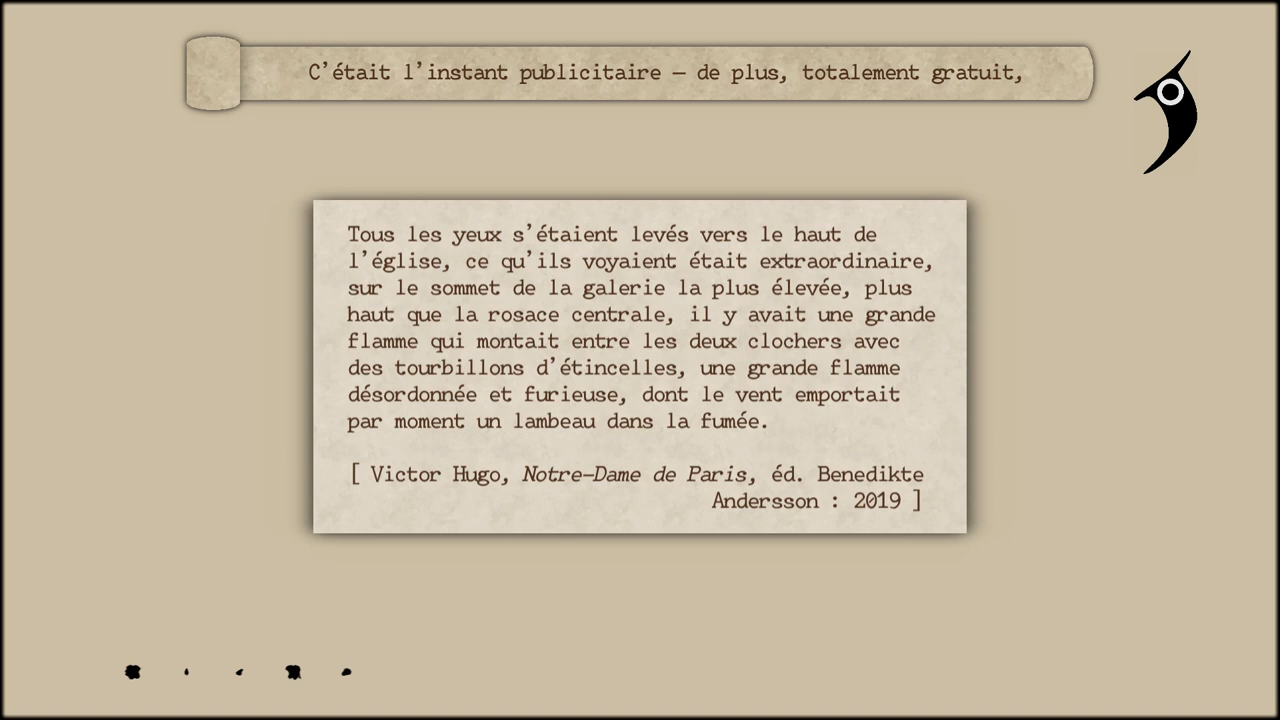 C’était l’instant publicitaire – de plus, totalement gratuit,
Tous les yeux s’étaient levés vers le haut de
l’église, ce qu’ils voyaient était extraordinaire,
sur le sommet de la galerie la plus élevée, plus
haut que la rosace centrale, il y avait une grande
flamme qui montait entre les deux clochers avec
des tourbillons d’étincelles, une grande flamme
désordonnée et furieuse, dont le vent emportait
par moment un lambeau dans la fumée.
[ Victor Hugo, Notre–Dame de Paris, éd. Benedikte
Andersson : 2019 ]